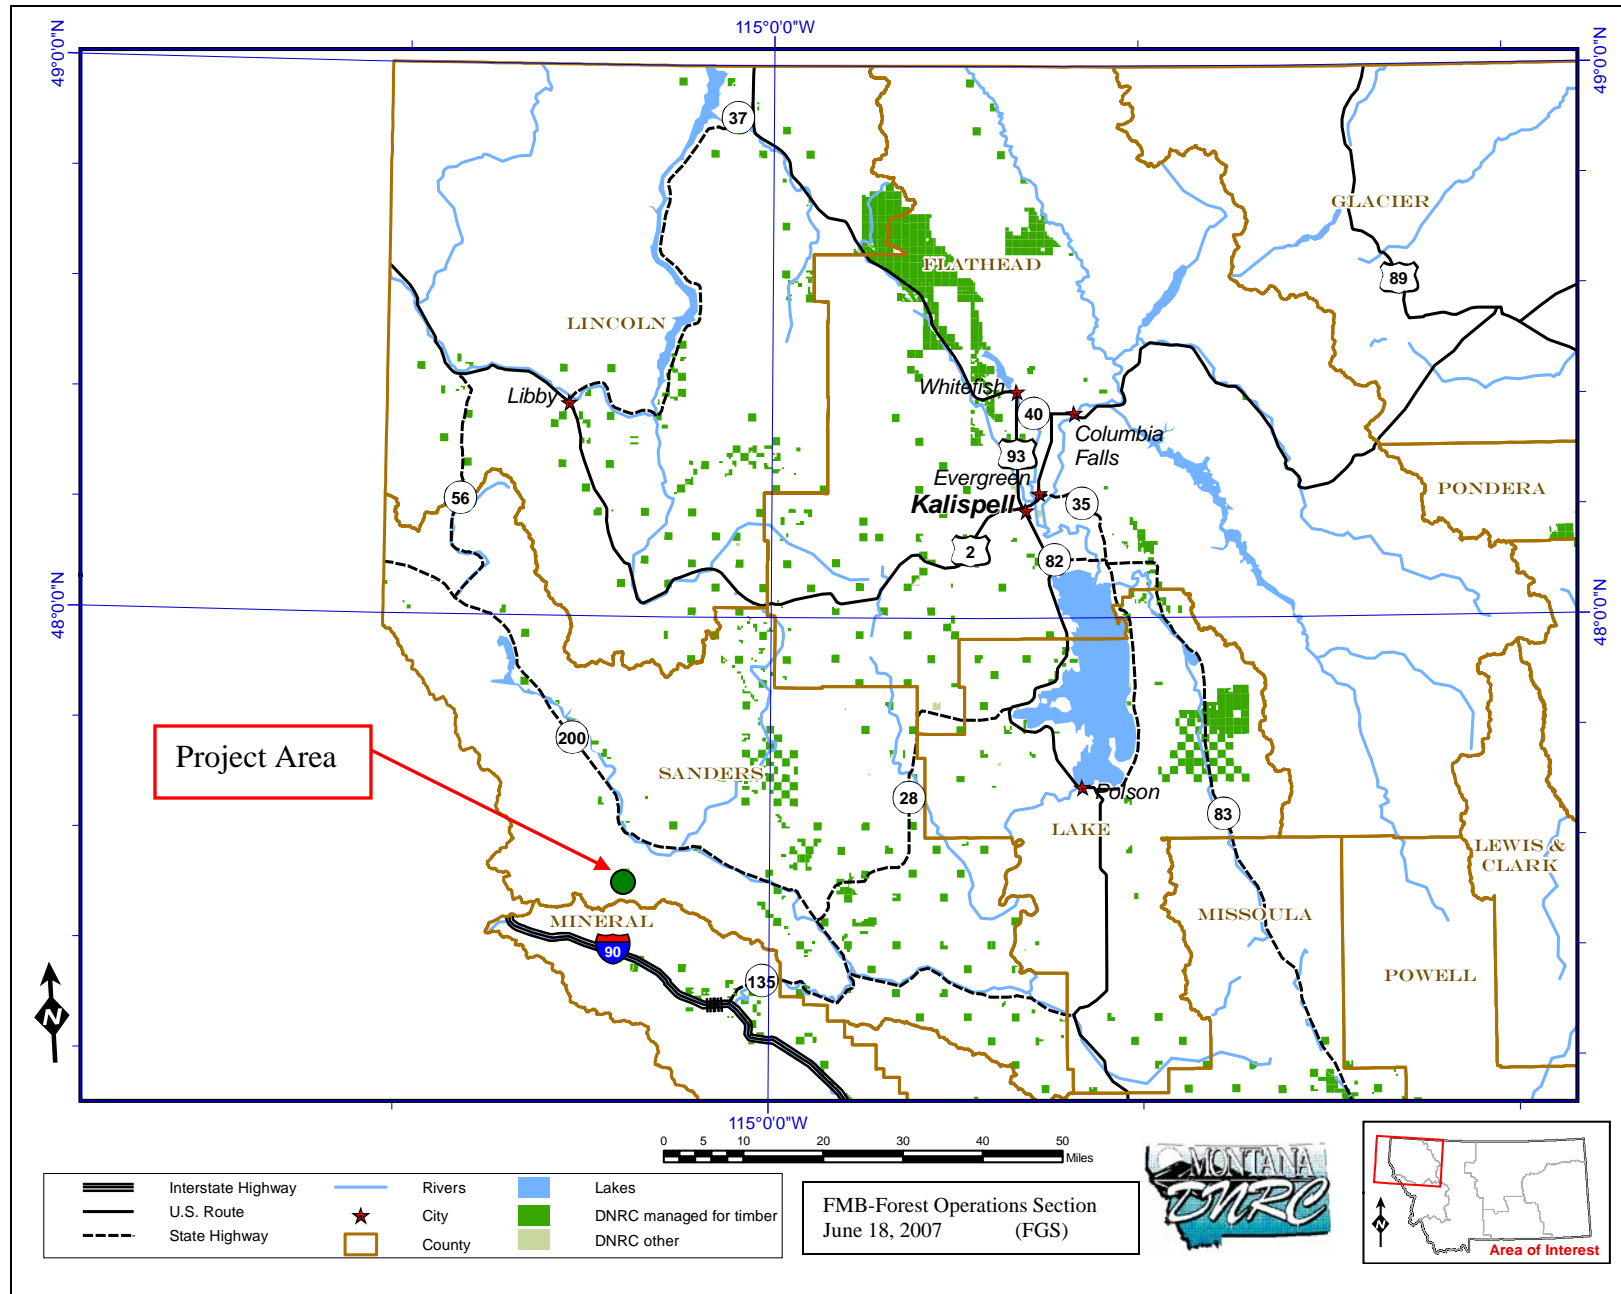 115°0'0"W
49°0'0"N
49°0'0"N
37
GLACIER
FLATHEAD
89
LINCOLN
Libby
Whitefish
40
Columbia
Falls
93
Evergreen
Kalispell
35
56
PONDERA
2
82
48°0'0"N
48°0'0"N
Project Area
200
SANDERS
28
Polson
83
LAKE
LEWIS &
CLARK
MINERAL
MISSOULA
90
135
POWELL
N
115°0'0"W
0 5 10 20 30 40 50
Miles
Interstate Highway
U.S. Route
State Highway
Rivers
City
County
Lakes
DNRC managed for timber
DNRC other
FMB-Forest Operations Section
June 18, 2007 (FGS)
MONTANA
DNRC
N
Area of Interest